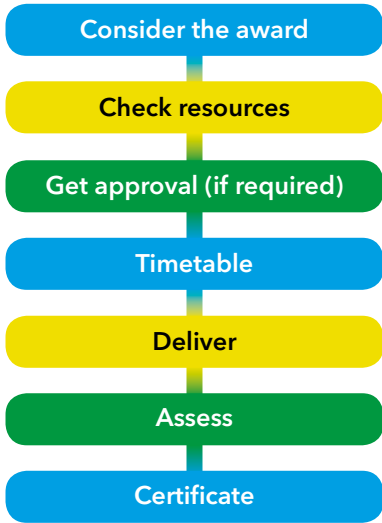 Consider the award
Check resources
Get approval (if required)
Timetable
Deliver
Assess
Certificate